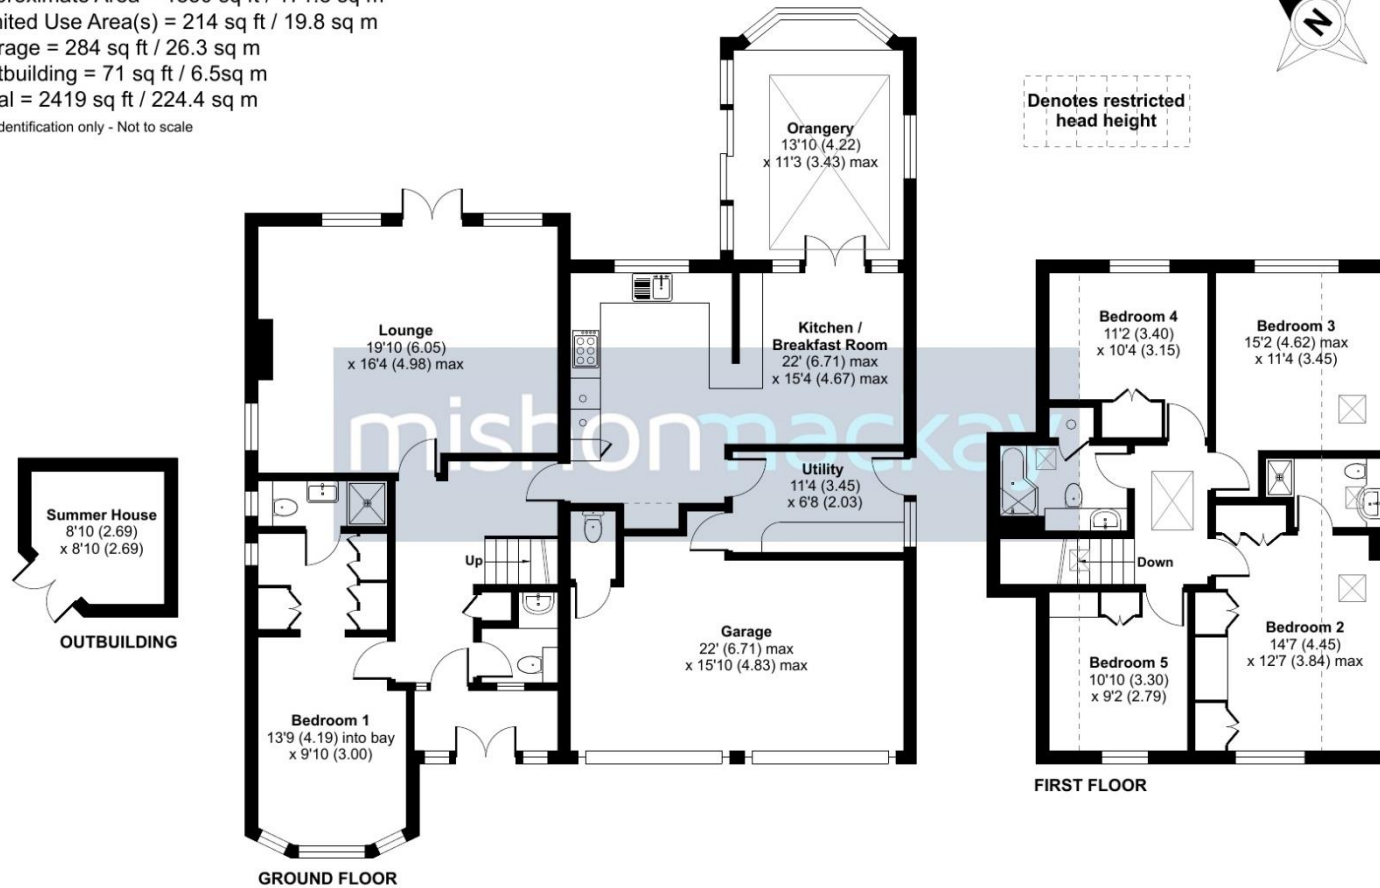 ited Use Area(s) = 214 sq ft / 19.8 sq m
rage = 284 sq ft / 26.3 sq m
tbuilding = 71 sq ft / 6.5sq m
al = 2419 sq ft / 224.4 sq m
dentification only - Not to scale
N
Denotes restricted
head height
Orangery
13'10 (4.22)
x 11'3 (3.43) max
Lounge
19'10 (6.05)
x 16'4 (4.98) max
Kitchen /
Breakfast Room
22' (6.71) max
x 15'4 (4.67) max
Bedroom 4
11'2 (3.40)
x 10'4 (3.15)
Bedroom 3
15'2 (4.62) max
x 11'4 (3.45)
mishonmackay
Utility
11'4 (3.45)
x 6'8 (2.03)
Summer House
8'10 (2.69)
x 8'10 (2.69)
OUTBUILDING
Up
Down
Garage
22' (6.71) max
x 15'10 (4.83) max
Bedroom 2
14'7 (4.45)
x 12'7 (3.84) max
Bedroom 5
10'10 (3.30)
x 9'2 (2.79)
Bedroom 1
13'9 (4.19) into bay
x 9'10 (3.00)
FIRST FLOOR
GROUND FLOOR